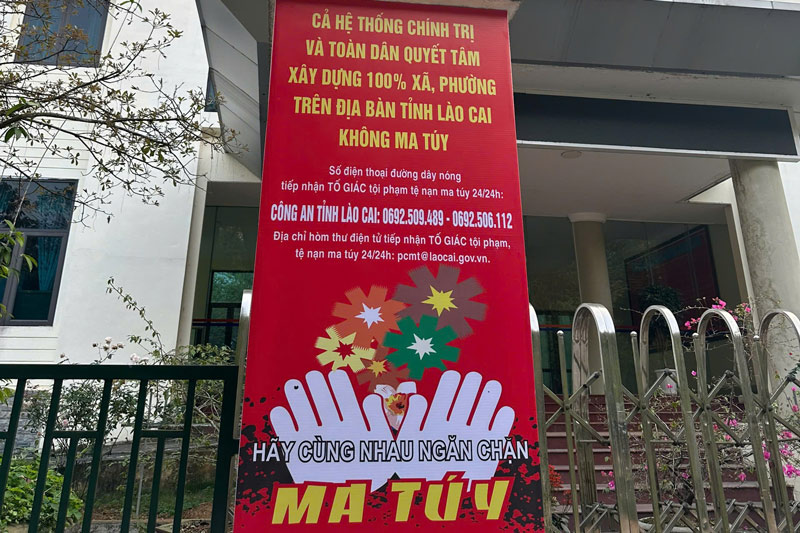 CẢ HỆ THỐNG CHÍNH TRỊ
VÀ TOÀN DÂN QUYẾT TÂM
XÂY DỰNG 100% XÃ, PHƯỜNG
TRÊN ĐỊA BÀN TỈNH LÀO CAI
KHÔNG MA TÚY
Số điện thoại đường dây nóng
tiếp nhận TỐ GIÁC tội phạm tệ nạn ma túy 24/24h:
CÔNG AN TỈNH LÀO CAI: 0692.509.489 - 0692.506.112
Địa chỉ hòm thư điện tử tiếp nhận TỐ GIÁC tội phạm,
tệ nạn ma túy 24/24h: pcmt@laocai.gov.vn.
HÃY CÙNG NHAU NGĂN CHẶN
MA TÚY